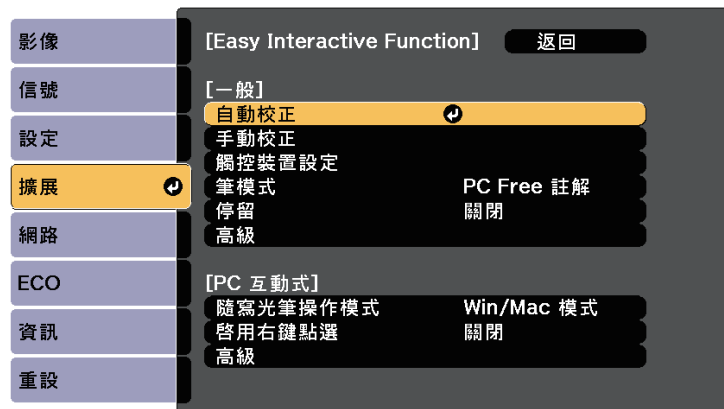 影像
信號
設定
擴展
網路
ECO
資訊
重設
[Easy Interactive Function] 返回
[一般]
自動校正
手動校正
觸控裝置設定
筆模式 PC Free 註解
停留 關閉
高級
[PC 互動式]
隨寫光筆操作模式 Win/Mac 模式
啓用右鍵點選 關閉
高級